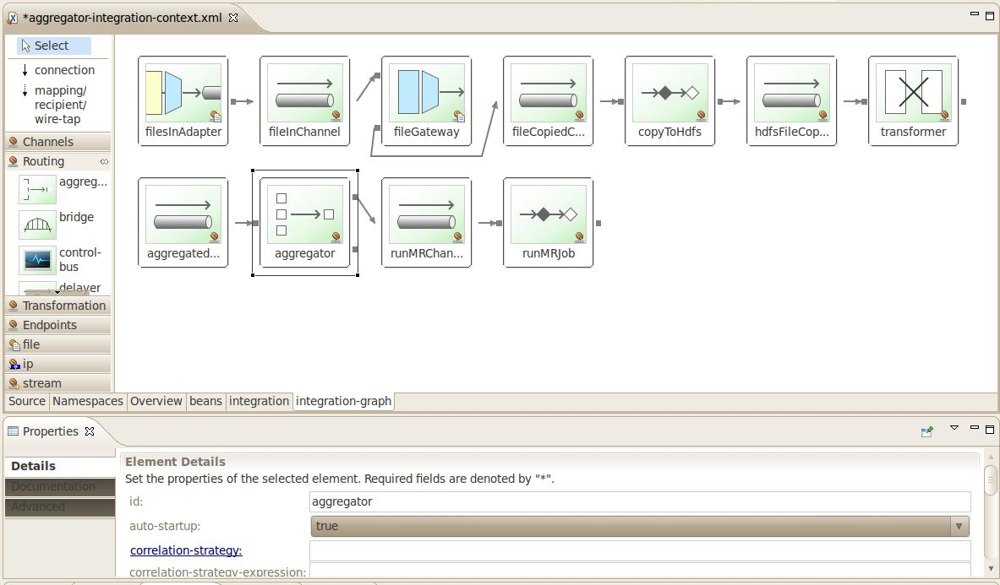 *aggregator-integration-context.xml
Select
connection
mapping/
recipient/
wire-tap
Channels
Routing
aggreg...
bridge
control-
bus
delayer
Transformation
Endpoints
file
ip
stream
filesInAdapter
fileInChannel
fileGateway
fileCopiedC...
copyToHdfs
hdfsFileCop...
transformer
aggregated...
aggregator
runMRChan...
runMRJob
Source Namespaces Overview beans integration integration-graph
Properties
Details
Documentation
Advanced
Element Details
Set the properties of the selected element. Required fields are denoted by "*".
id: aggregator
auto-startup: true
correlation-strategy:
correlation-strategy-expression: